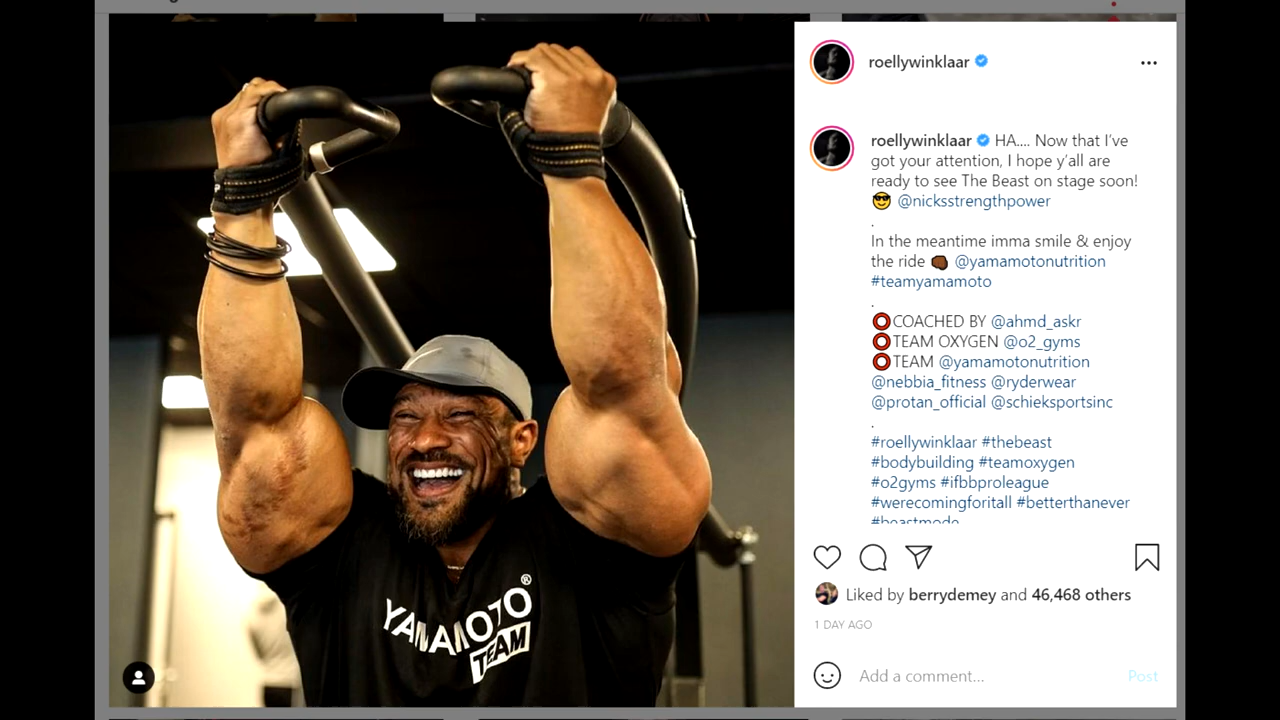 roellywinklaar
roellywinklaar HA.... Now that I've
got your attention, I hope y'all are
ready to see The Beast on stage soon!
😎 @nicksstrengthpower
.
In the meantime imma smile & enjoy
the ride 👊🏿 @yamamotonutrition
#teamyamamoto
.
⭕COACHED BY @ahmd_askr
⭕TEAM OXYGEN @o2_gyms
⭕TEAM @yamamotonutrition
@nebbia_fitness @ryderwear
@protan_official @schieksportsinc
.
#roellywinklaar #thebeast
#bodybuilding #teamoxygen
#o2gyms #ifbbproleague
#werecomingforitall #betterthanever
#beastmode
Liked by berrydemey and 46,468 others
1 DAY AGO
Add a comment...
Post
YAMAMOTO®
TEAM